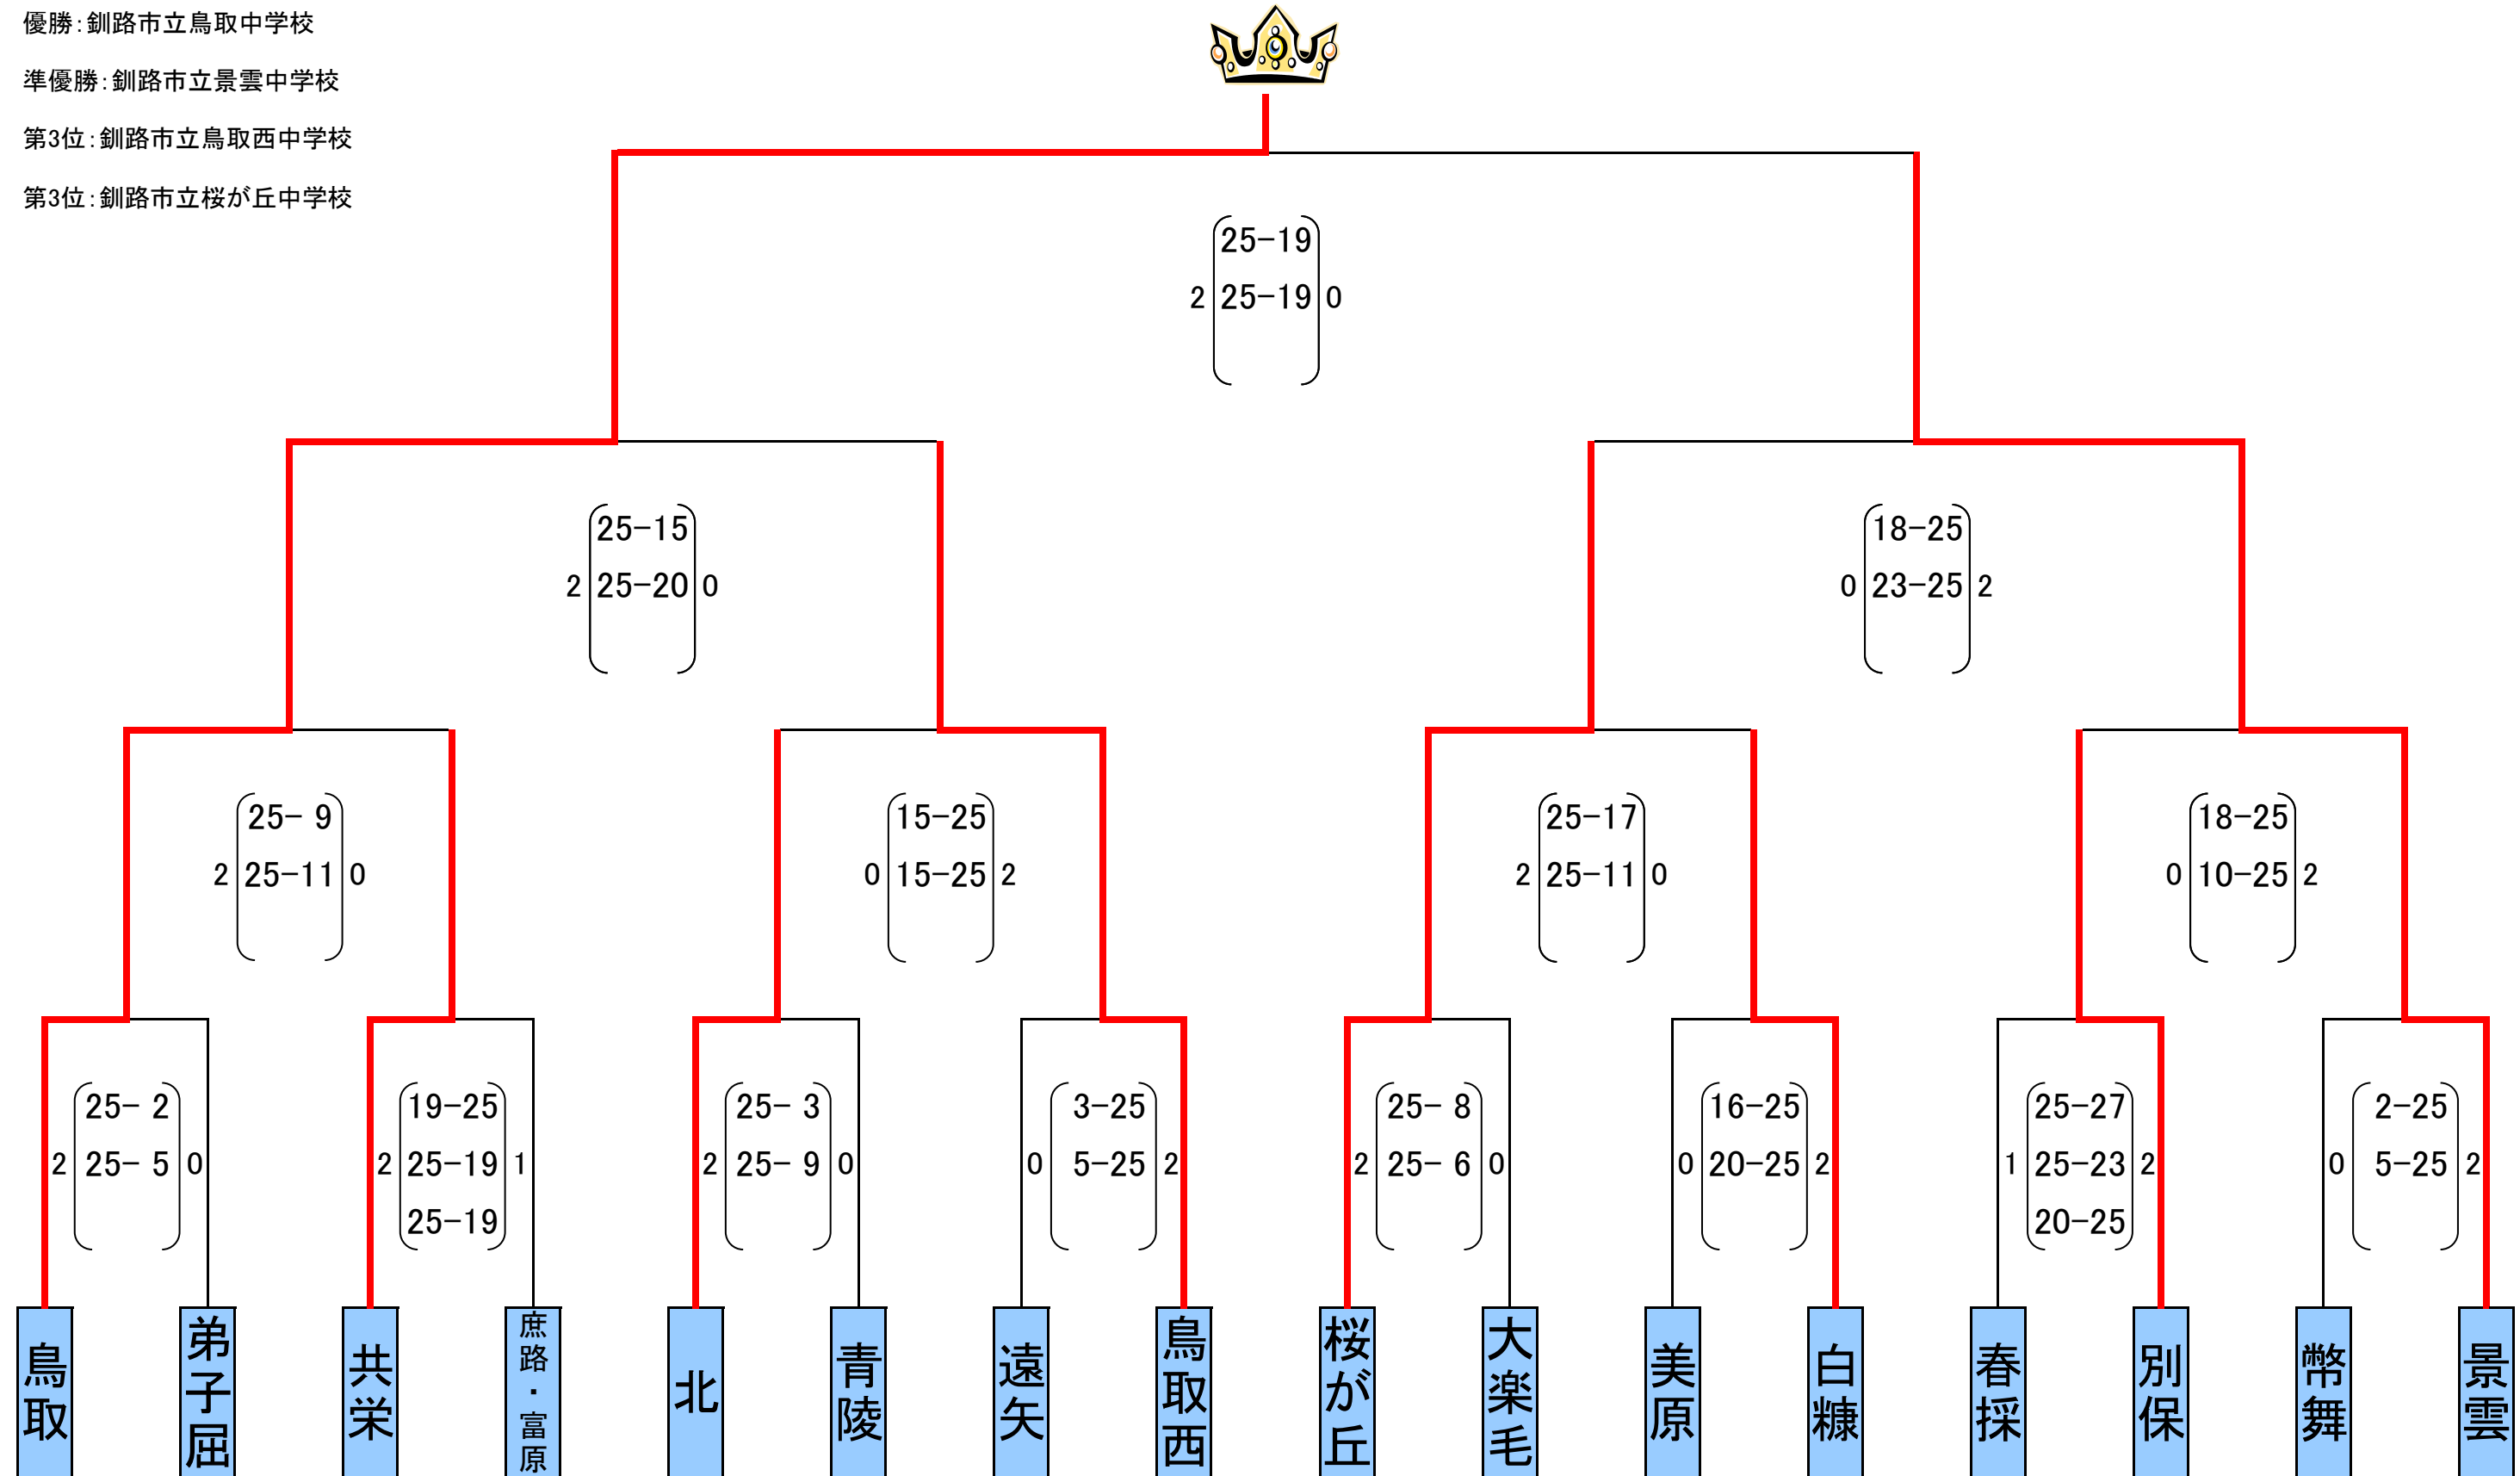 優勝：釧路市立鳥取中学校
準優勝：釧路市立景雲中学校
第3位：釧路市立鳥取西中学校
第3位：釧路市立桜が丘中学校
25-19
2 25-19 0
25-15
2 25-20 0
18-25
0 23-25 2
25- 9
2 25-11 0
15-25
0 15-25 2
25-17
2 25-11 0
18-25
0 10-25 2
25- 2
2 25- 5 0
19-25
2 25-19 1
25-19
25- 3
2 25- 9 0
3-25
0 5-25 2
25- 8
2 25- 6 0
16-25
0 20-25 2
25-27
1 25-23 2
20-25
2-25
0 5-25 2
鳥取
弟子屈
共栄
庶路・富原
北
青陵
遠矢
鳥取西
桜が丘
大楽毛
美原
白糠
春採
別保
幣舞
景雲